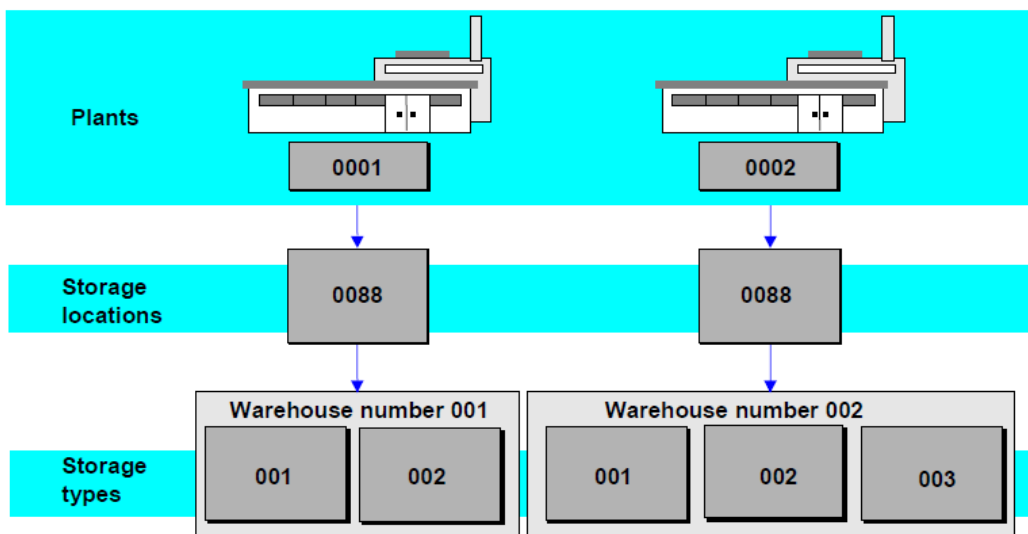 Plants
0001
0002
Storage
locations
0088
0088
Warehouse number 001
Warehouse number 002
Storage
types
001
002
001
002
003